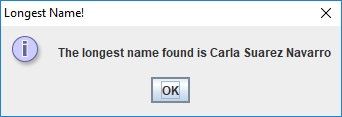 Longest Name!
The longest name found is Carla Suarez Navarro
OK